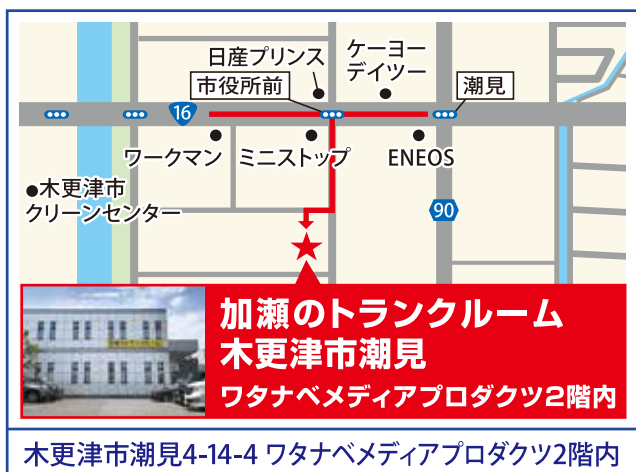 日産プリンス
ケーヨー
デイツー
市役所前
潮見
16
ワークマン
ミニストップ
ENEOS
木更津市
クリーンセンター
90
加瀬のトランクルーム
木更津市潮見
ワタナベメディアプロダクツ2階内
木更津市潮見4-14-4 ワタナベメディアプロダクツ2階内